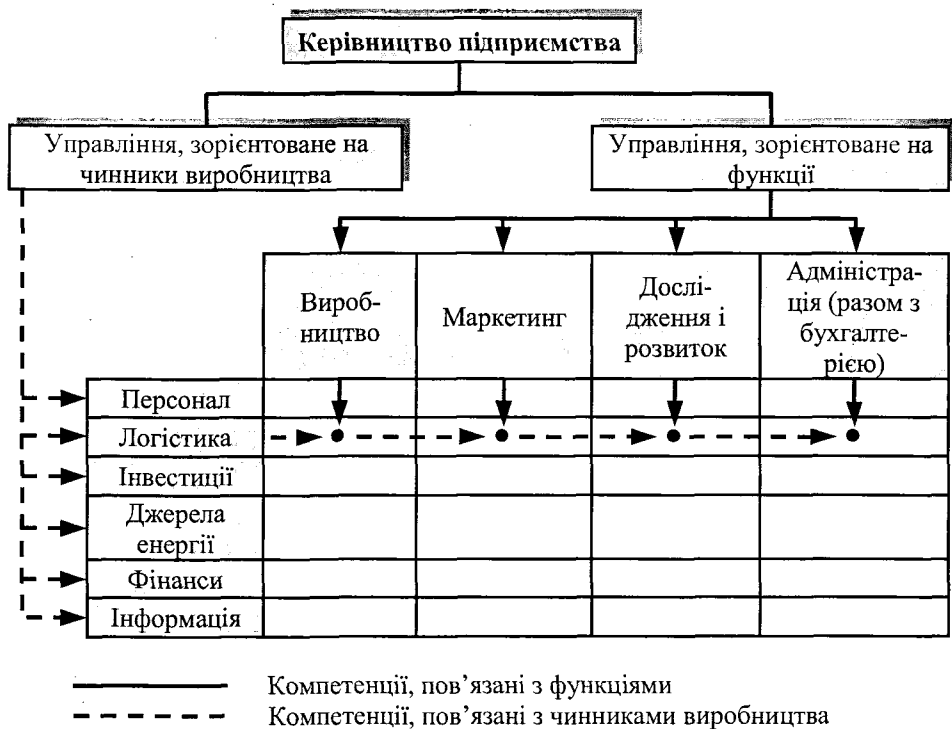 Керівництво підприємства
Управління, зорієнтоване на
чинники виробництва
Управління, зорієнтоване на
функції
Вироб-
ництво
Маркетинг
Дослі-
дження і
розвиток
Адміністра-
ція (разом з
бухгалте-
рією)
Персонал
Логістика
Інвестиції
Джерела
енергії
Фінанси
Інформація
Компетенції, пов’язані з функціями
Компетенції, пов’язані з чинниками виробництва